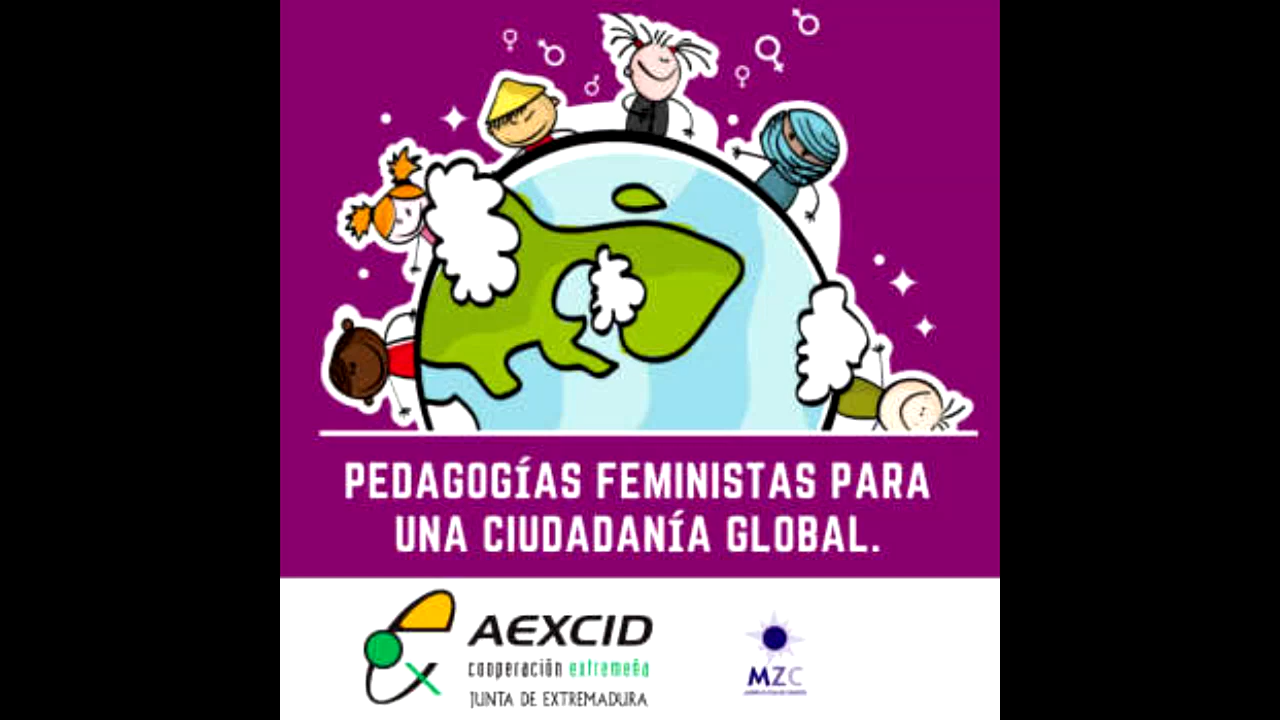 PEDAGOGÍAS FEMINISTAS PARA
UNA CIUDADANÍA GLOBAL.
AEXCID
cooperación extremeña
JUNTA DE EXTREMADURA
MZC